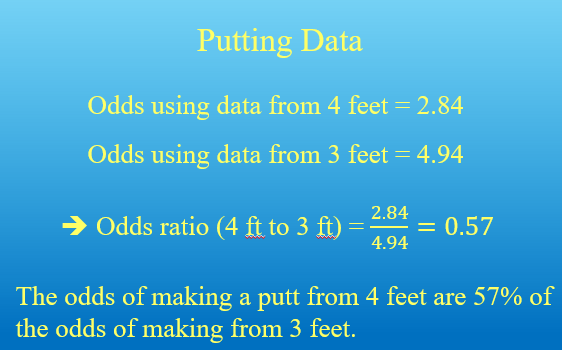 Putting Data
Odds using data from 4 feet = 2.84
Odds using data from 3 feet = 4.94
➔ Odds ratio (4 ft to 3 ft) = 2.84/4.94 = 0.57
The odds of making a putt from 4 feet are 57% of
the odds of making from 3 feet.